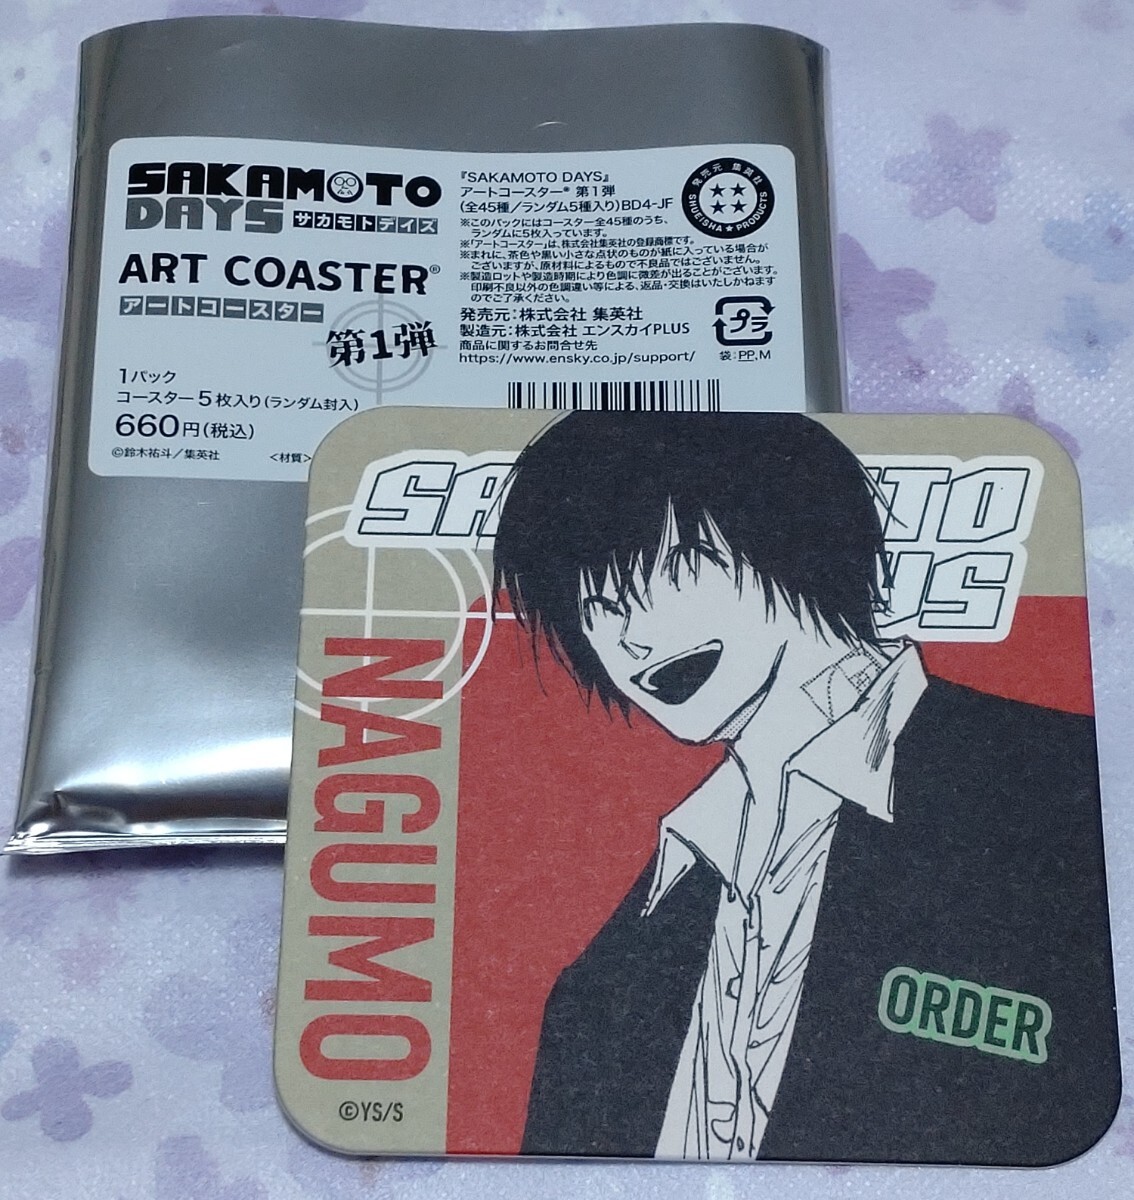 SAKAMOTO
DAYS サカモトデイズ
ART COASTER®
アートコースター
第1弾
1パック
コースター5枚入り(ランダム封入)
660円(税込)
©鈴木祐斗/集英社 <材質>
『SAKAMOTO DAYS』
アートコースター® 第1弾
(全45種/ランダム5種入り)BD4-JF
※このパックにはコースター全45種のうち、
ランダムに5枚入っています。
※「アートコースター」は、株式会社集英社の登録商標です。
※まれに、茶色や黒い小さな点状のものが紙に入っている場合が
ございますが、原材料によるもので不良品ではございません。
※製造ロットや製造時期により色調に微差が出ることがございます。
印刷不良以外の色調違い等による、返品・交換はいたしかねます
のでご了承ください。
発売元:株式会社 集英社
製造元:株式会社 エンスカイPLUS
商品に関するお問合せ先
https://www.ensky.co.jp/support/
発売元 集英社
SHUEISHA★PRODUCTS
プラ
袋:PP,M
SA TO
YS
NAGUMO
ORDER
©YS/S